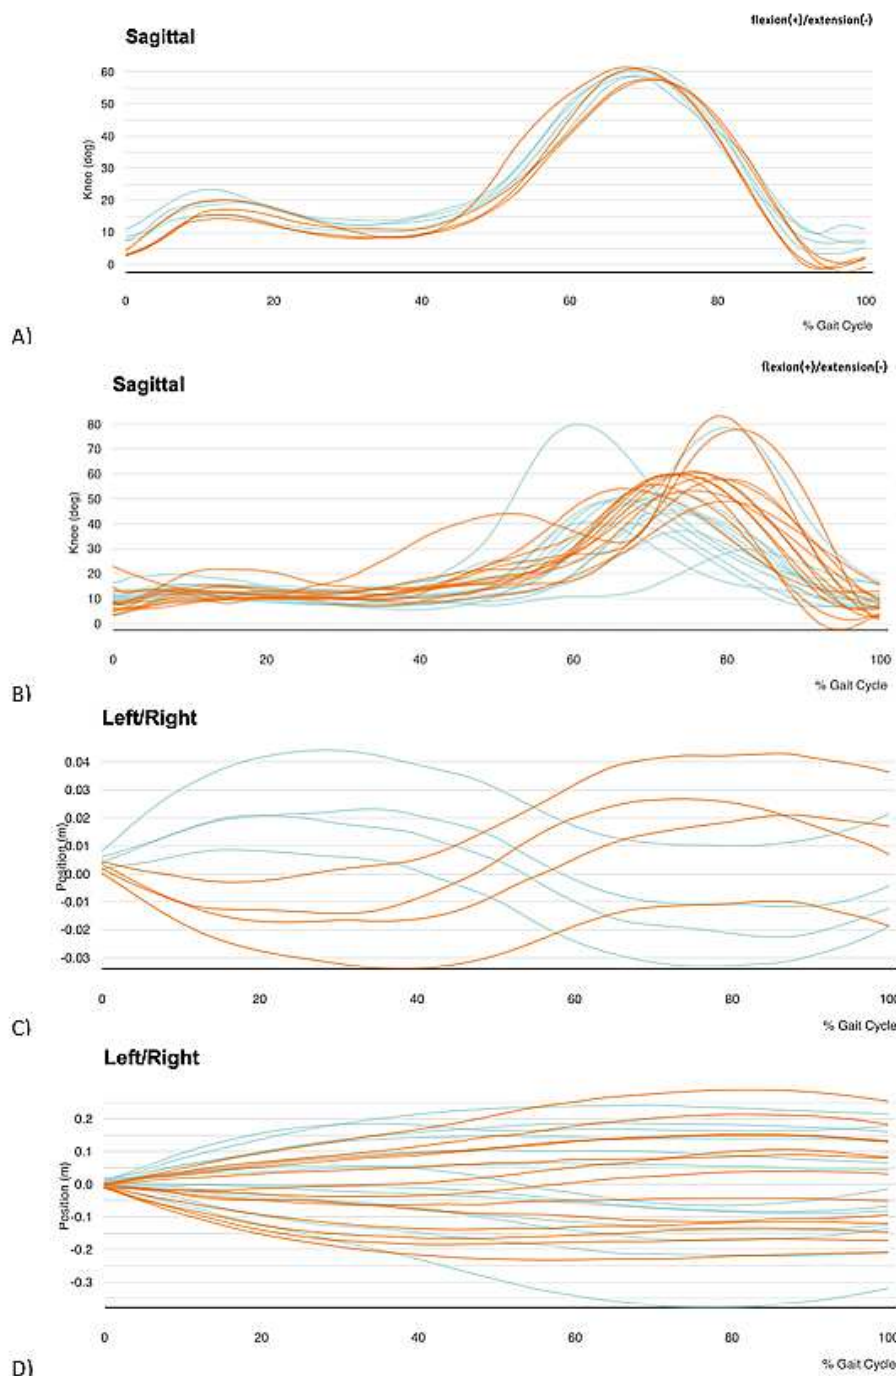 flexion(+)/extension(-)
Sagittal
60
50
40
30
20
10
0
Knee (deg)
0 20 40 60 80 100
% Gait Cycle
A)
flexion(+)/extension(-)
Sagittal
80
70
60
50
40
30
20
10
0
Knee (deg)
0 20 40 60 80 100
% Gait Cycle
B)
Left/Right
0.04
0.02
0.01
0.00
-0.01
-0.02
-0.03
Position (m)
0 20 40 60 80 100
% Gait Cycle
C)
Left/Right
0.2
0.1
0.0
-0.1
-0.2
-0.3
Position (m)
0 20 40 60 80 100
% Gait Cycle
D)